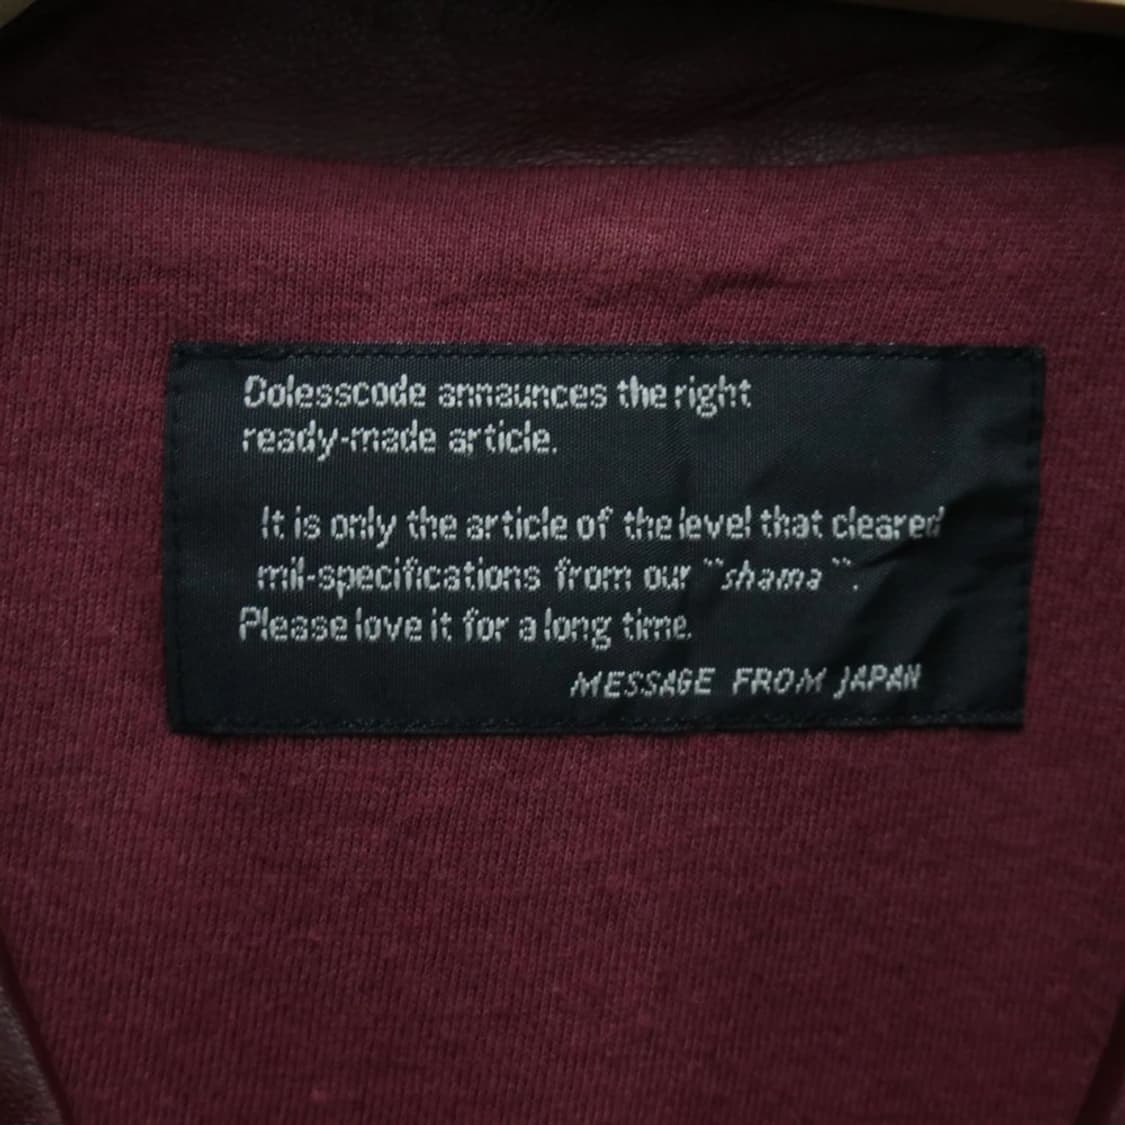 Dolesscode annaunces the right
ready-made article.
It is only the article of the level that cleared
mil-specifications from our ``shama``.
Please love it for a long time.
MESSAGE FROM JAPAN